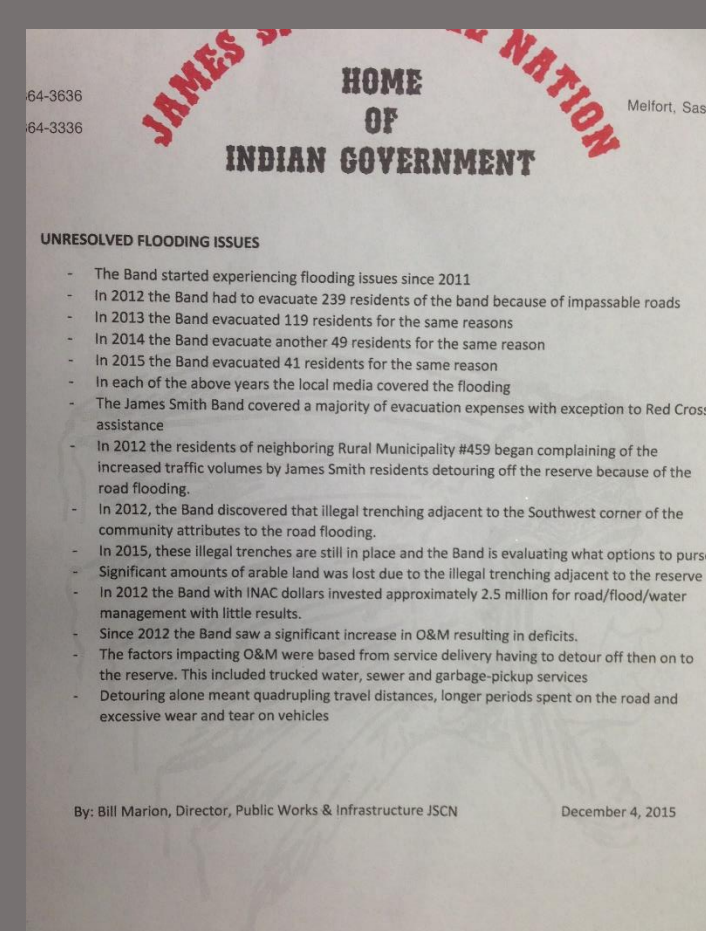 JAMES NATION
HOME
OF
INDIAN GOVERNMENT
64-3636
64-3336
Melfort, Sas
UNRESOLVED FLOODING ISSUES
- The Band started experiencing flooding issues since 2011
- In 2012 the Band had to evacuate 239 residents of the band because of impassable roads
- In 2013 the Band evacuated 119 residents for the same reasons
- In 2014 the Band evacuate another 49 residents for the same reason
- In 2015 the Band evacuated 41 residents for the same reason
- In each of the above years the local media covered the flooding
- The James Smith Band covered a majority of evacuation expenses with exception to Red Cross
assistance
- In 2012 the residents of neighboring Rural Municipality #459 began complaining of the
increased traffic volumes by James Smith residents detouring off the reserve because of the
road flooding.
- In 2012, the Band discovered that illegal trenching adjacent to the Southwest corner of the
community attributes to the road flooding.
- In 2015, these illegal trenches are still in place and the Band is evaluating what options to purs
- Significant amounts of arable land was lost due to the illegal trenching adjacent to the reserve
- In 2012 the Band with INAC dollars invested approximately 2.5 million for road/flood/water
management with little results.
- Since 2012 the Band saw a significant increase in O&M resulting in deficits.
- The factors impacting O&M were based from service delivery having to detour off then on to
the reserve. This included trucked water, sewer and garbage-pickup services
- Detouring alone meant quadrupling travel distances, longer periods spent on the road and
excessive wear and tear on vehicles
By: Bill Marion, Director, Public Works & Infrastructure JSCN December 4, 2015